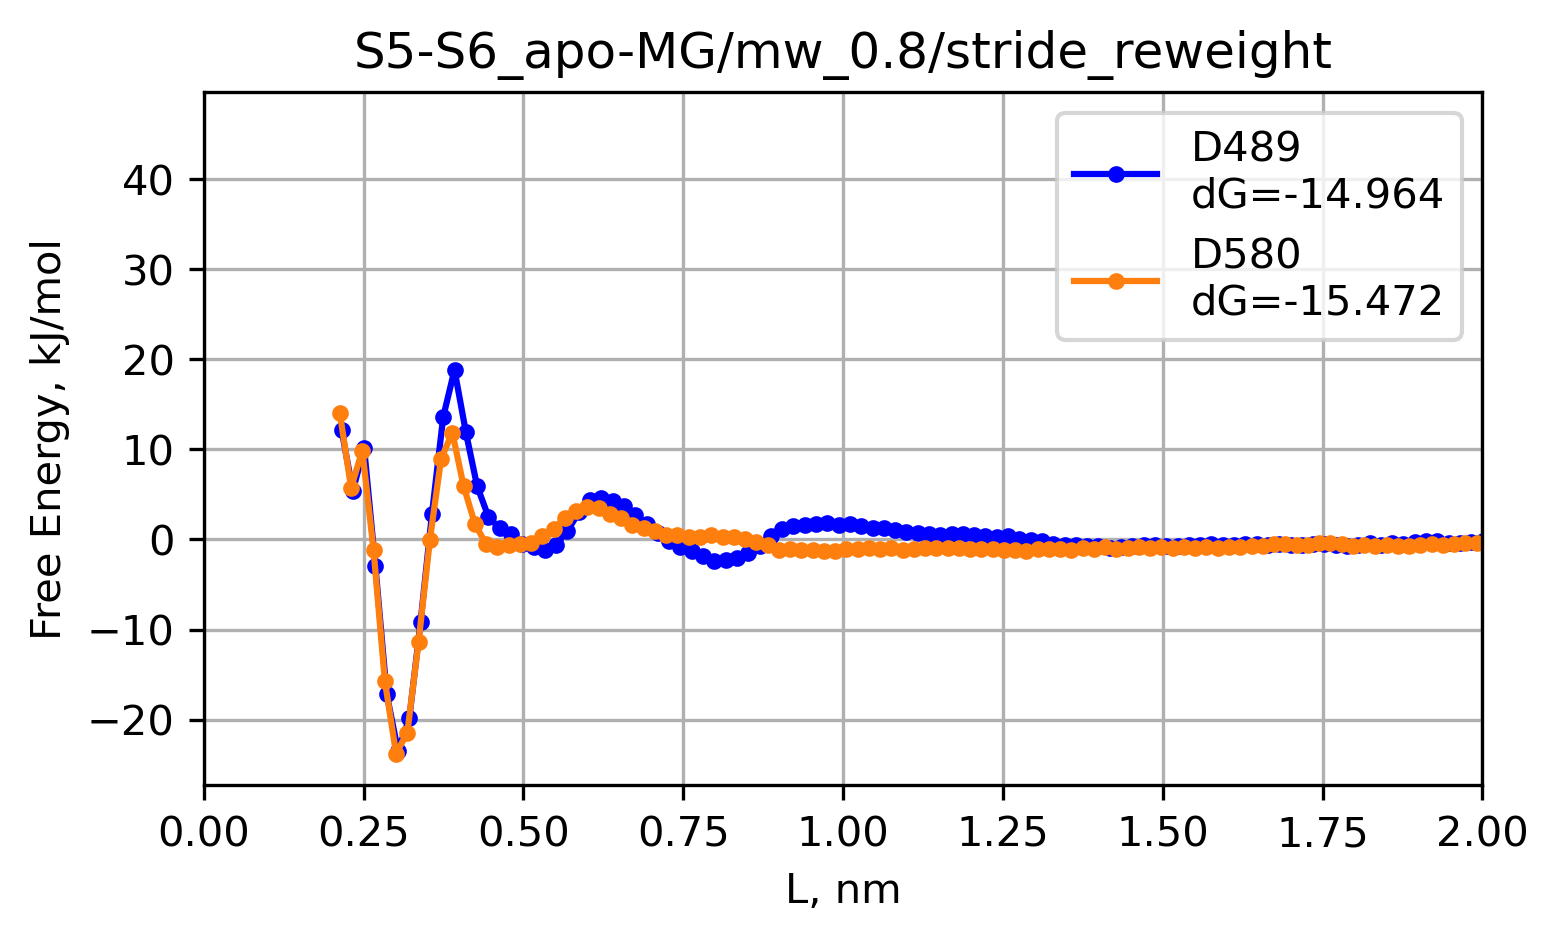 S5-S6_apo-MG/mw_0.8/stride_reweight
D489
dG=-14.964
D580
dG=-15.472
Free Energy, kJ/mol
40
30
20
10
0
−10
−20
0.00 0.25 0.50 0.75 1.00 1.25 1.50 1.75 2.00
L, nm